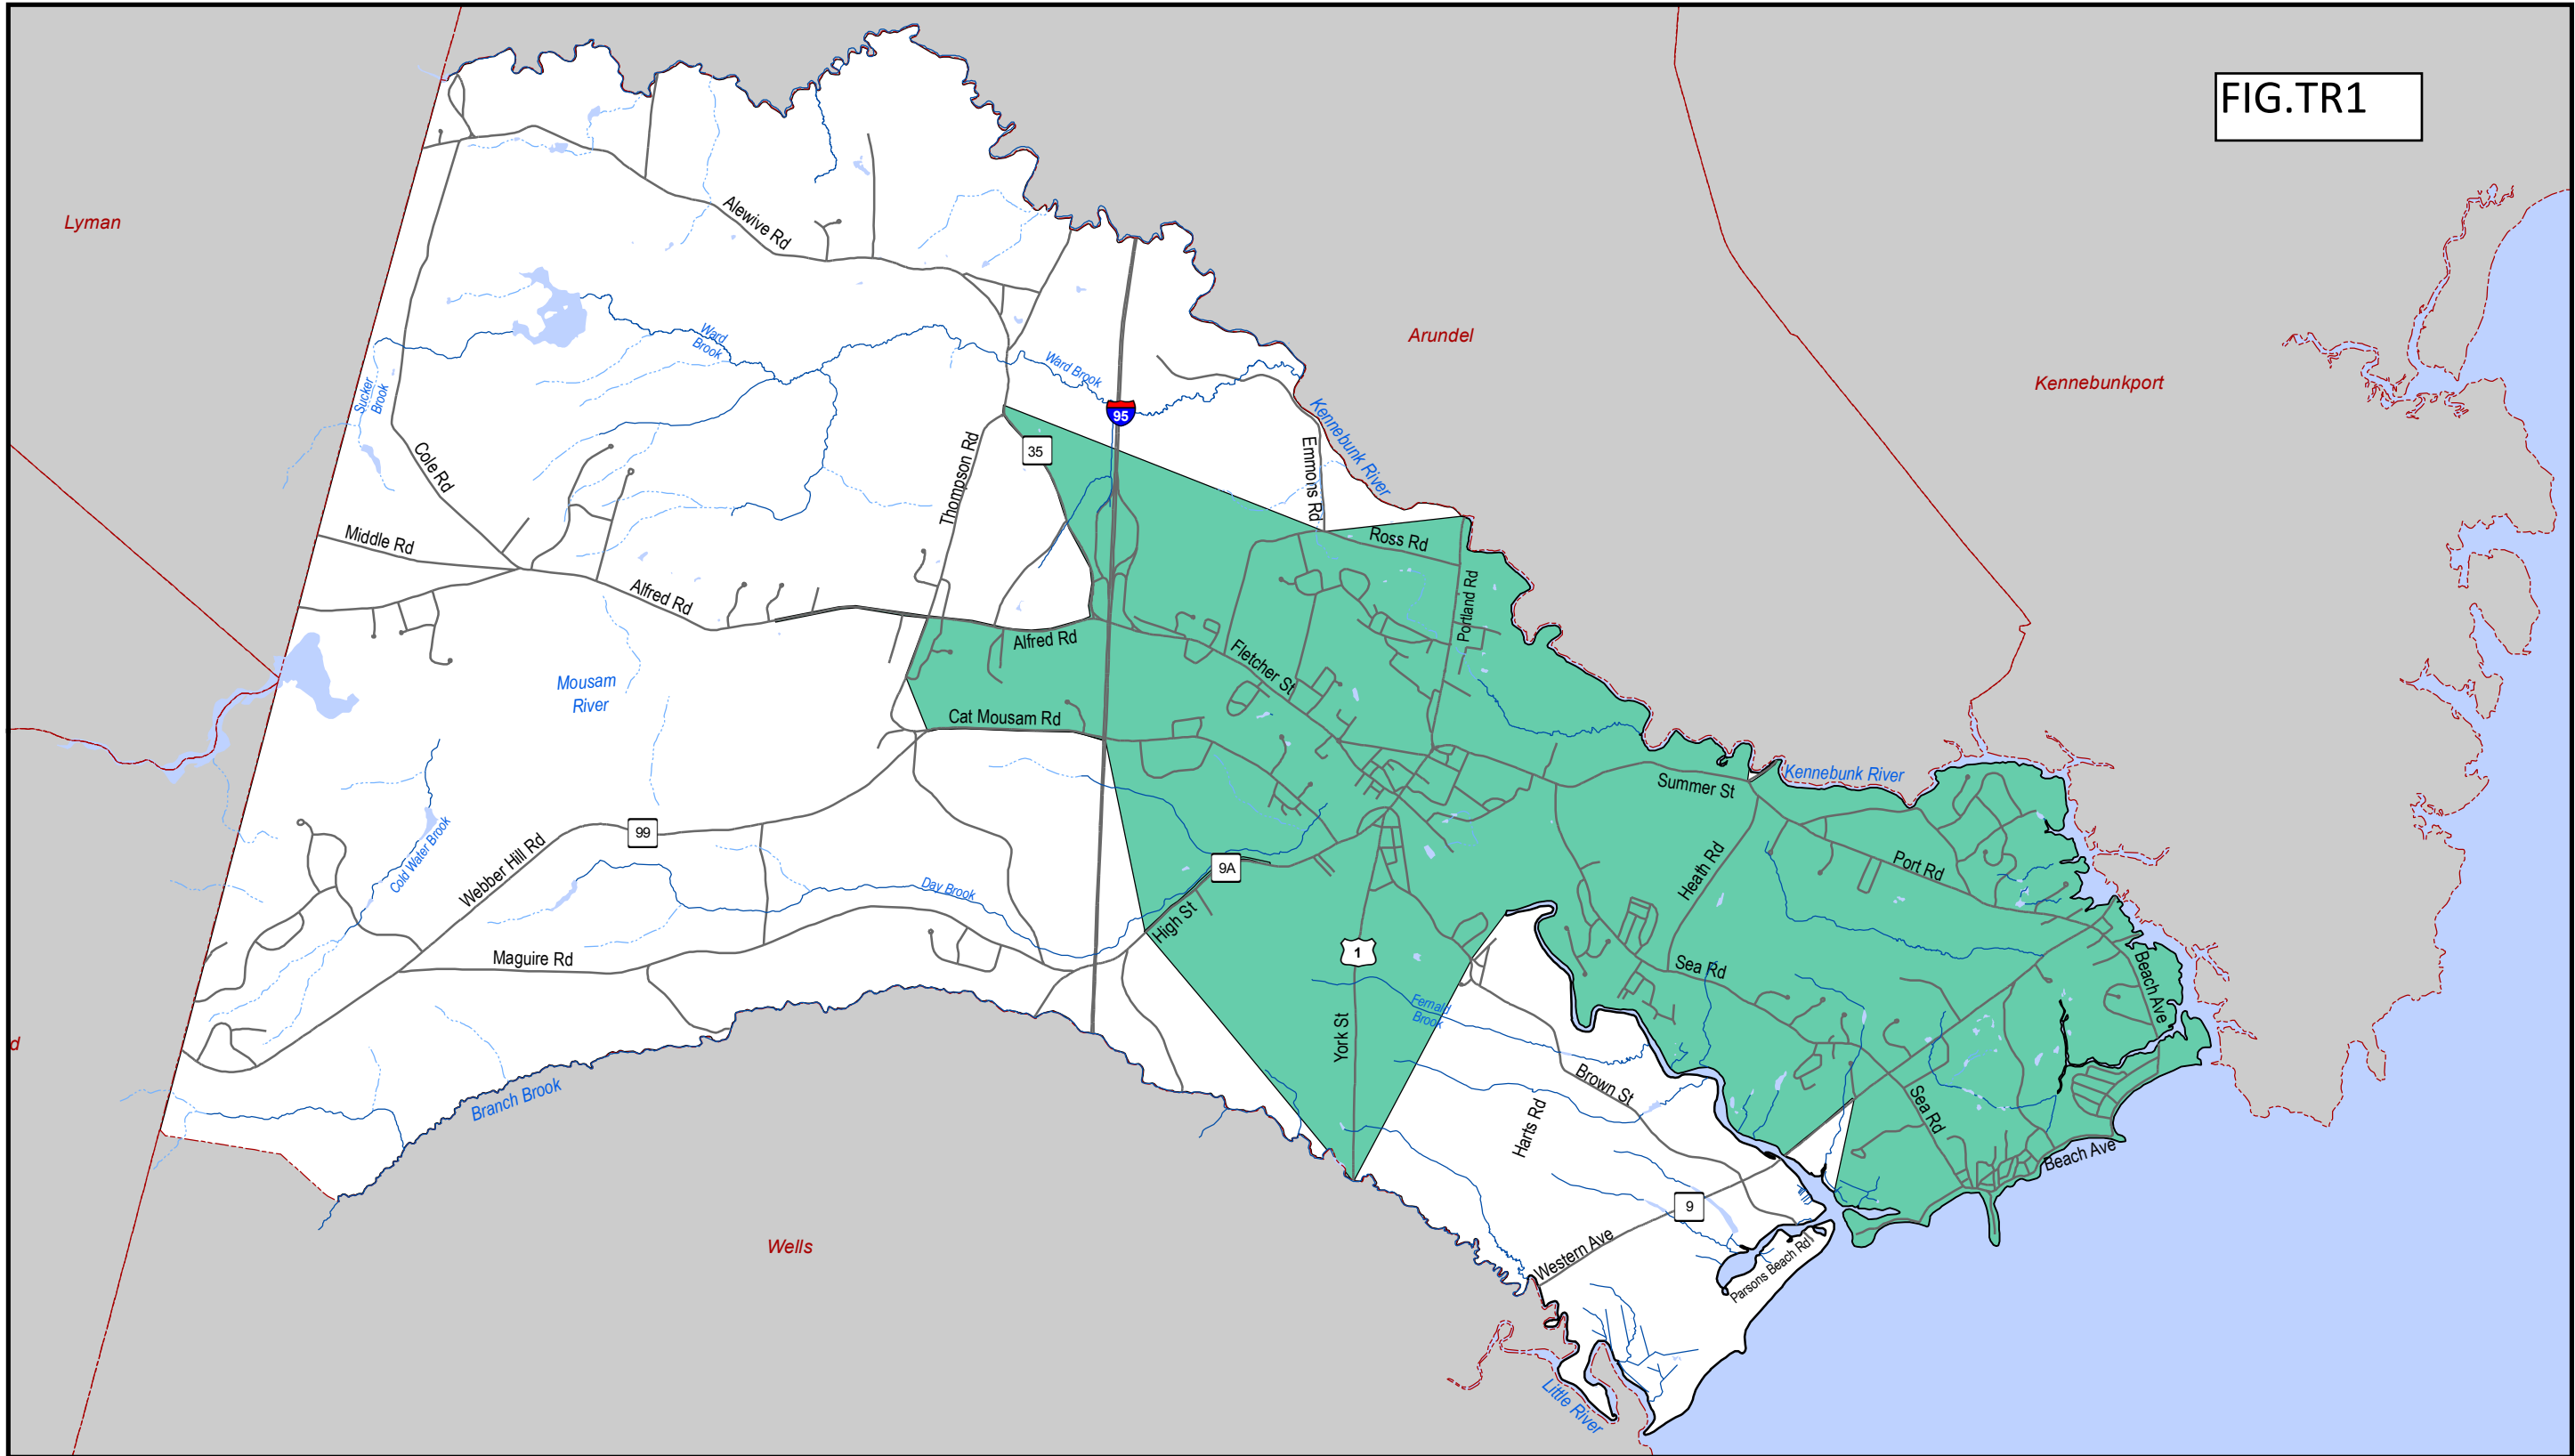 FIG.TR1
Lyman
Alewive Rd
Arundel
Kennebunkport
Ward
Brook
Ward Brook
Sucker
Brook
95
Kennebunk River
Cole Rd
Thompson Rd
35
Emmons Rd
Middle Rd
Ross Rd
Alfred Rd
Portland Rd
Alfred Rd
Fletcher St
Mousam
River
Cat Mousam Rd
Summer St
Kennebunk River
99
Cold Water Brook
Webber Hill Rd
9A
Heath Rd
Port Rd
Day Brook
High St
Maguire Rd
1
Sea Rd
Beach Ave
Fernald
Brook
York St
d
Branch Brook
Brown St
Harts Rd
Sea Rd
Beach Ave
9
Wells
Western Ave
Parsons Beach Rd
Little River